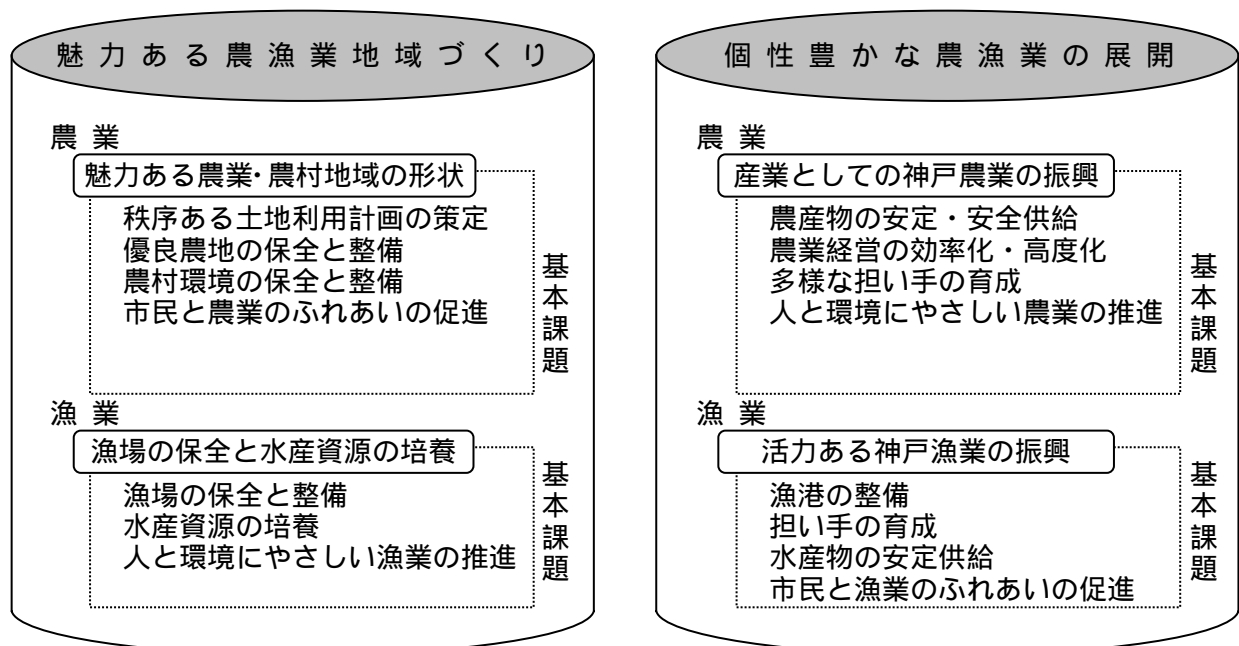 魅力ある農漁業地域づくり
農業
魅力ある農業・農村地域の形状
秩序ある土地利用計画の策定
優良農地の保全と整備
農村環境の保全と整備
市民と農業のふれあいの促進
基本課題
漁業
漁場の保全と水産資源の培養
漁場の保全と整備
水産資源の培養
人と環境にやさしい漁業の推進
基本課題
個性豊かな農漁業の展開
農業
産業としての神戸農業の振興
農産物の安定・安全供給
農業経営の効率化・高度化
多様な担い手の育成
人と環境にやさしい農業の推進
基本課題
漁業
活力ある神戸漁業の振興
漁港の整備
担い手の育成
水産物の安定供給
市民と漁業のふれあいの促進
基本課題